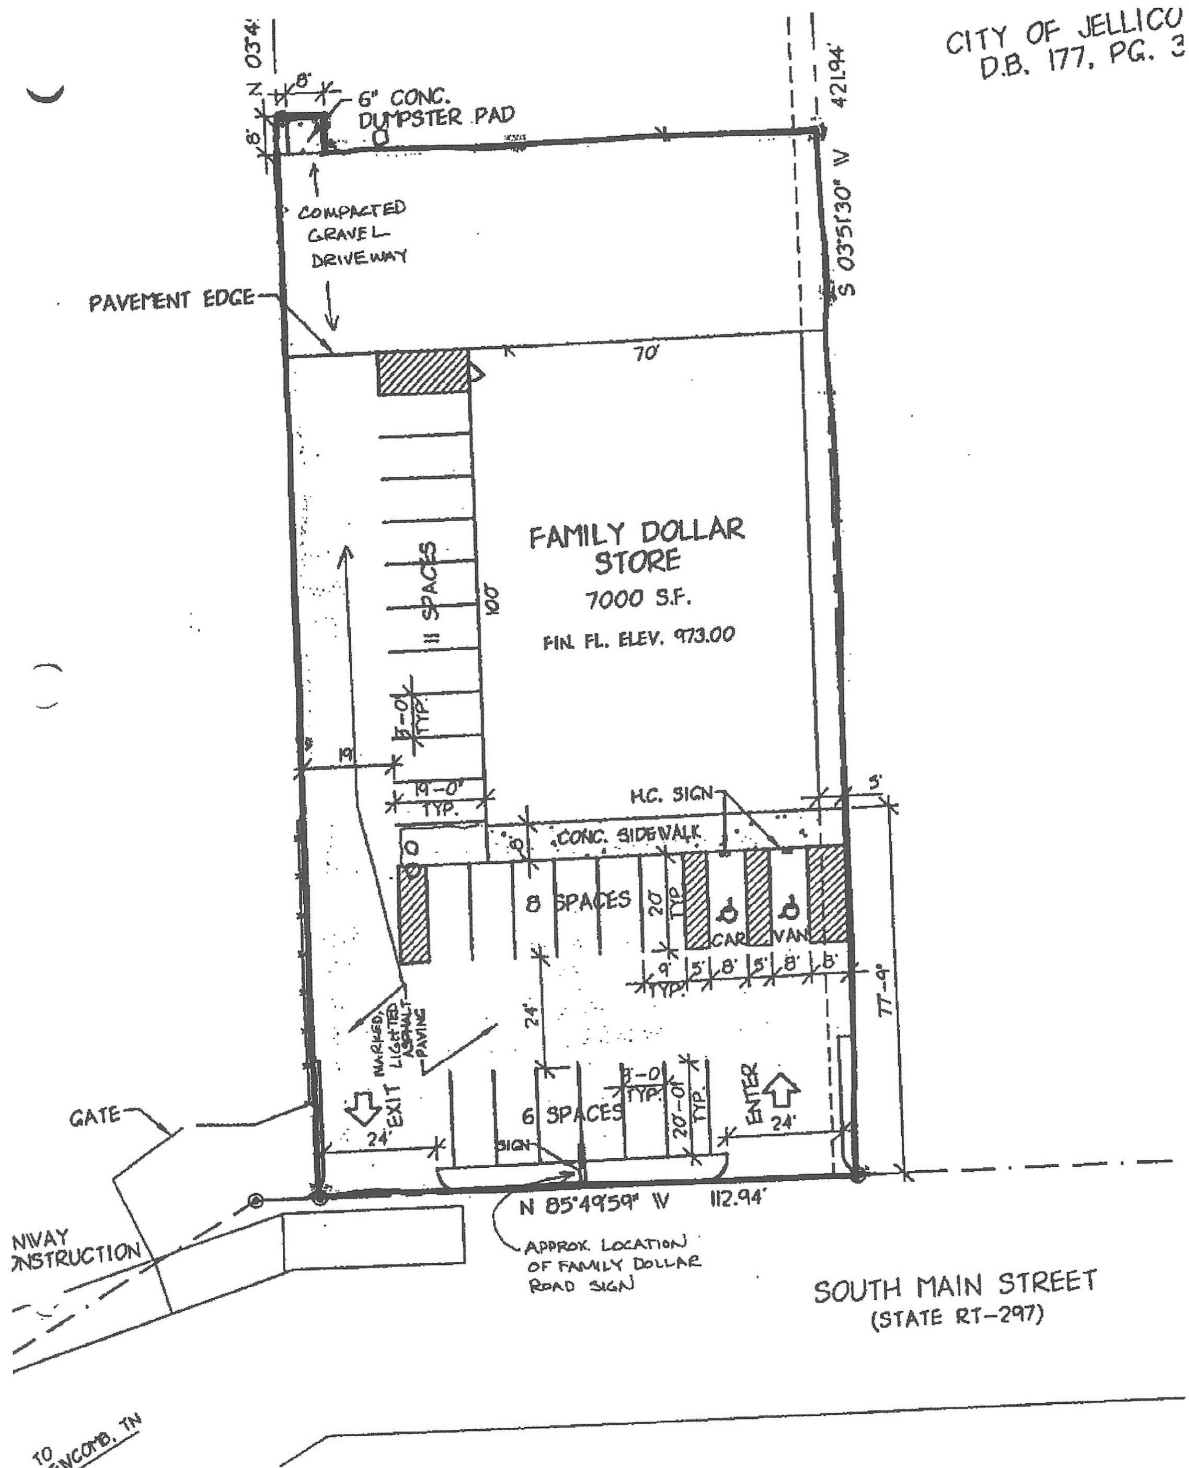 CITY OF JELLICO
D.B. 177, PG. 3
N 03°4
8'
8'
6" CONC.
DUMPSTER PAD
421.94'
S 03°51'30" W
COMPACTED
GRAVEL
DRIVEWAY
PAVEMENT EDGE
70'
FAMILY DOLLAR
STORE
7000 S.F.
FIN. FL. ELEV. 973.00
11 SPACES
100'
TYP.
19'
19'-0"
TYP.
H.C. SIGN
5'
CONC. SIDEWALK
8 SPACES
20'
TYP.
CAR
VAN
9'
TYP.
5'
8'
5'
8'
8'
77'-9"
24'
MARKED,
LIGHTED
ASPHALT
PAVING
GATE
EXIT
24'
6 SPACES
TYP.
20'-0"
TYP.
ENTER
24'
SIGN
N 85°49'59" W 112.94'
APPROX. LOCATION
OF FAMILY DOLLAR
ROAD SIGN
NWAY
ONSTRUCTION
SOUTH MAIN STREET
(STATE RT-297)
TO
ENCOMB, TN